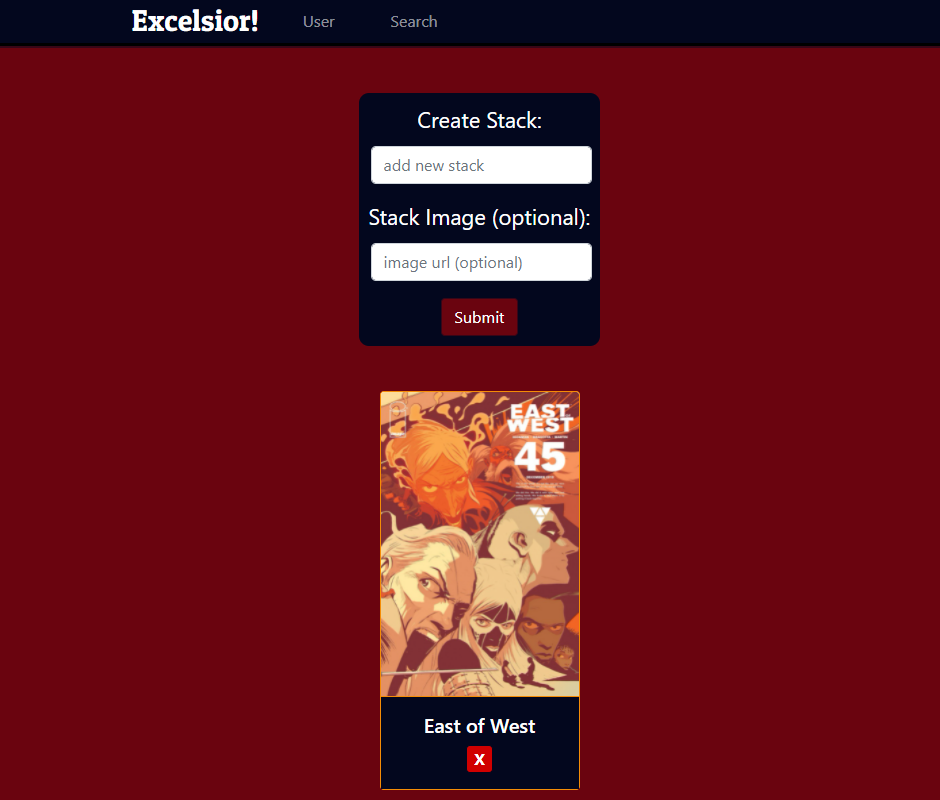 Excelsior!
User
Search
Create Stack:
add new stack
Stack Image (optional):
image url (optional)
Submit
EAST
WEST
45
East of West
X